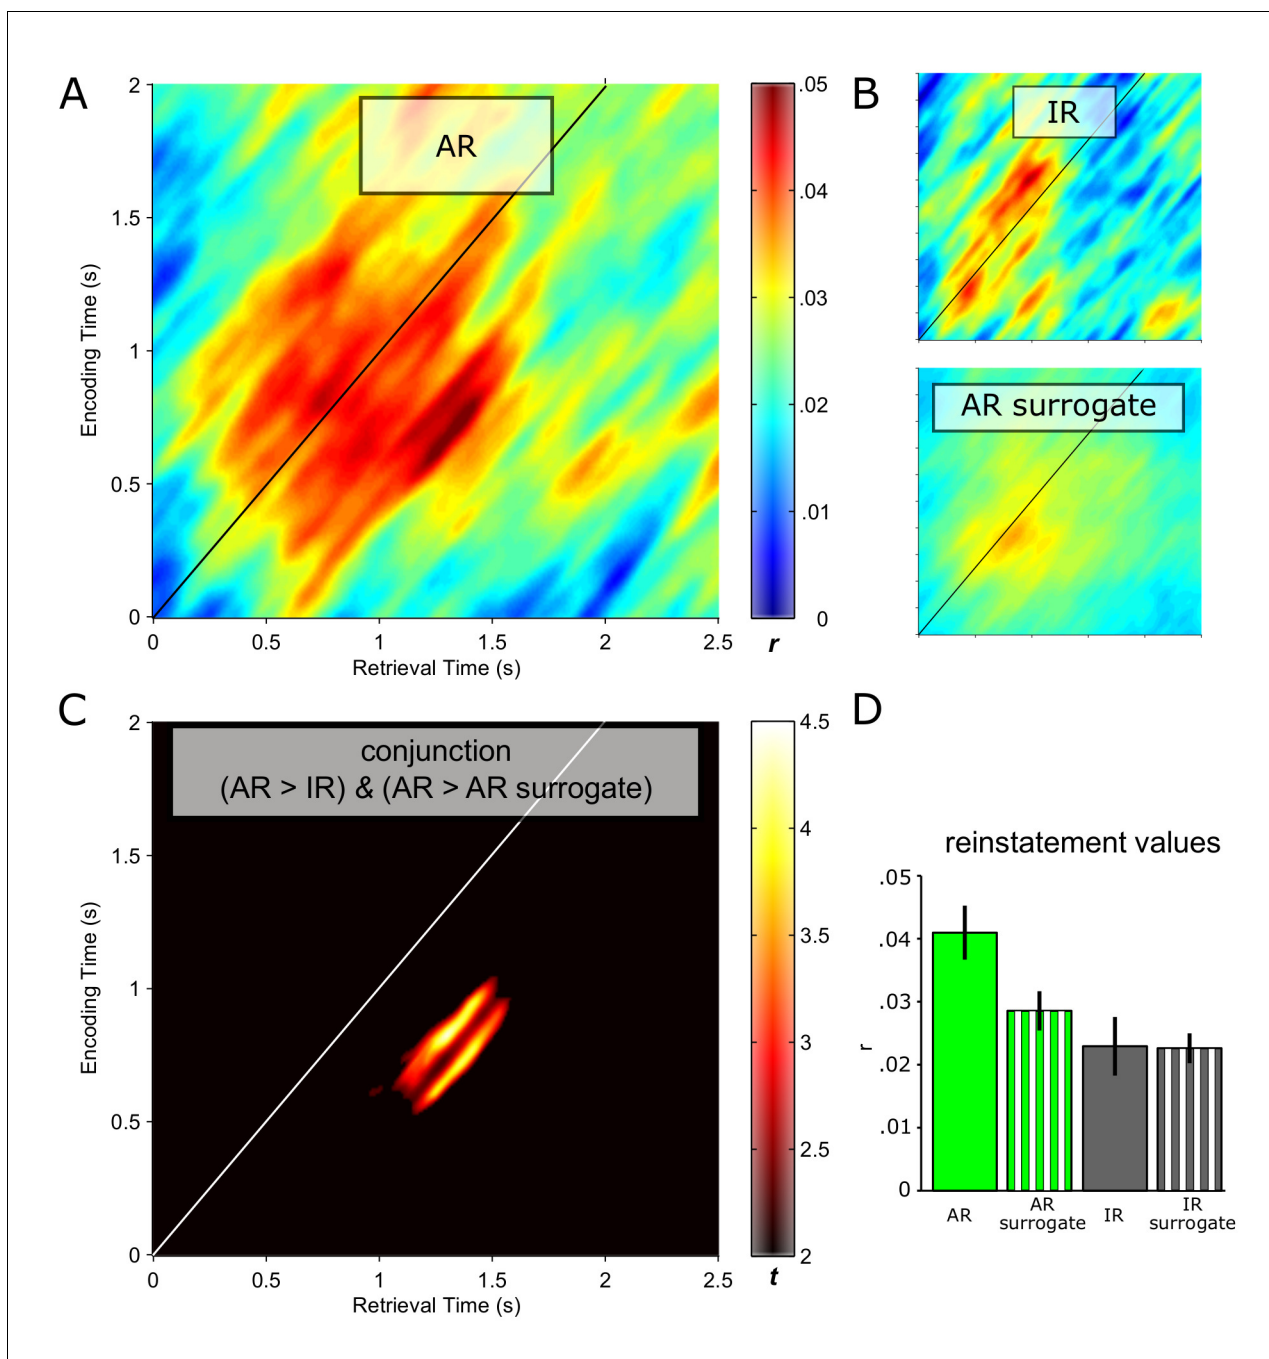 A
AR
2
1.5
1
0.5
0
Encoding Time (s)
0
0.5
1
1.5
2
2.5
Retrieval Time (s)
.05
.04
.03
.02
.01
0
r
B
IR
AR surrogate
C
conjunction
(AR > IR) & (AR > AR surrogate)
2
1.5
1
0.5
0
Encoding Time (s)
0
0.5
1
1.5
2
2.5
Retrieval Time (s)
4.5
4
3.5
3
2.5
2
t
D
reinstatement values
.05
.04
.03
.02
.01
0
r
AR
AR
surrogate
IR
IR
surrogate